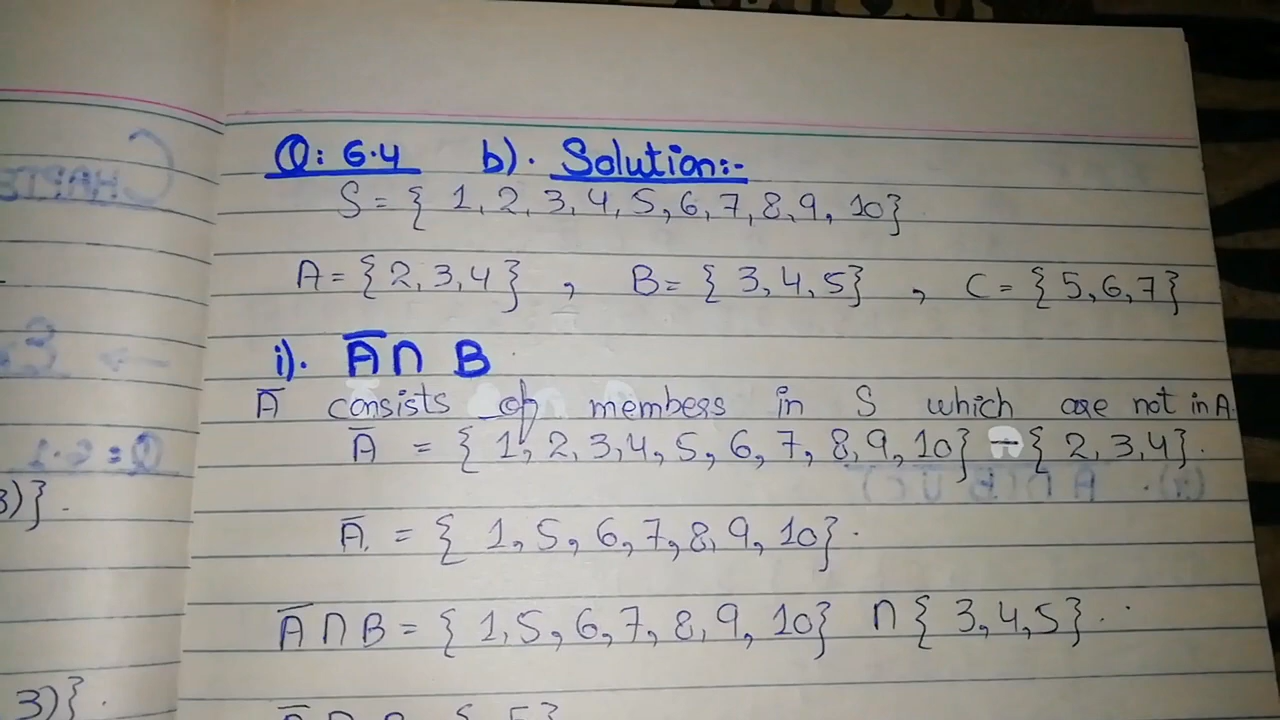 Q: 6.4 b). Solution:-
S = { 1, 2, 3, 4, 5, 6, 7, 8, 9, 10}
A = { 2, 3, 4 } , B = { 3, 4, 5} , C = { 5, 6, 7}
i). A̅ ∩ B
A̅ consists of members in S which are not in A.
A̅ = { 1, 2, 3, 4, 5, 6, 7, 8, 9, 10} - { 2, 3, 4}.
A̅ = { 1, 5, 6, 7, 8, 9, 10} .
A̅ ∩ B = { 1, 5, 6, 7, 8, 9, 10} ∩ { 3, 4, 5} .
3)}.
3)}.